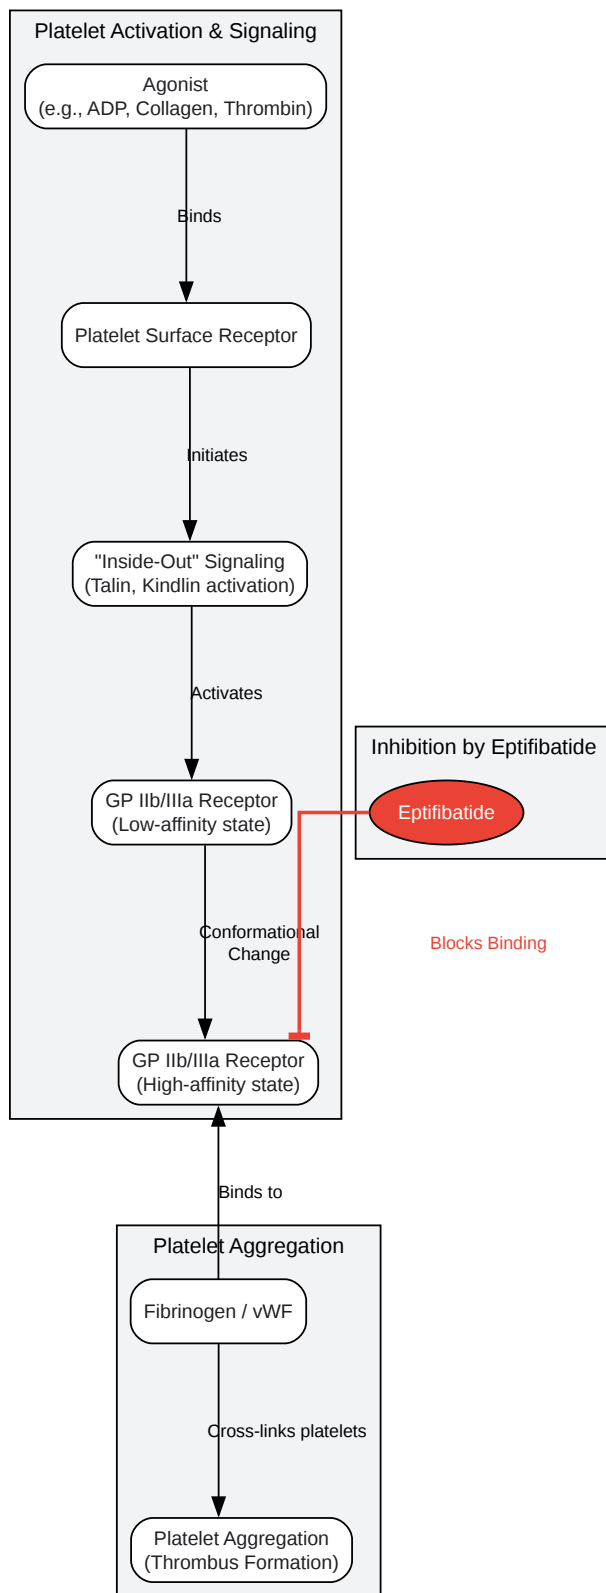 Platelet Activation & Signaling
Agonist
(e.g., ADP, Collagen, Thrombin)
Binds
Platelet Surface Receptor
Initiates
"Inside-Out" Signaling
(Talin, Kindlin activation)
Activates
Inhibition by Eptifibatide
GP IIb/IIIa Receptor
(Low-affinity state)
Eptifibatide
Conformational
Change
Blocks Binding
GP IIb/IIIa Receptor
(High-affinity state)
Binds to
Platelet Aggregation
Fibrinogen / vWF
Cross-links platelets
Platelet Aggregation
(Thrombus Formation)